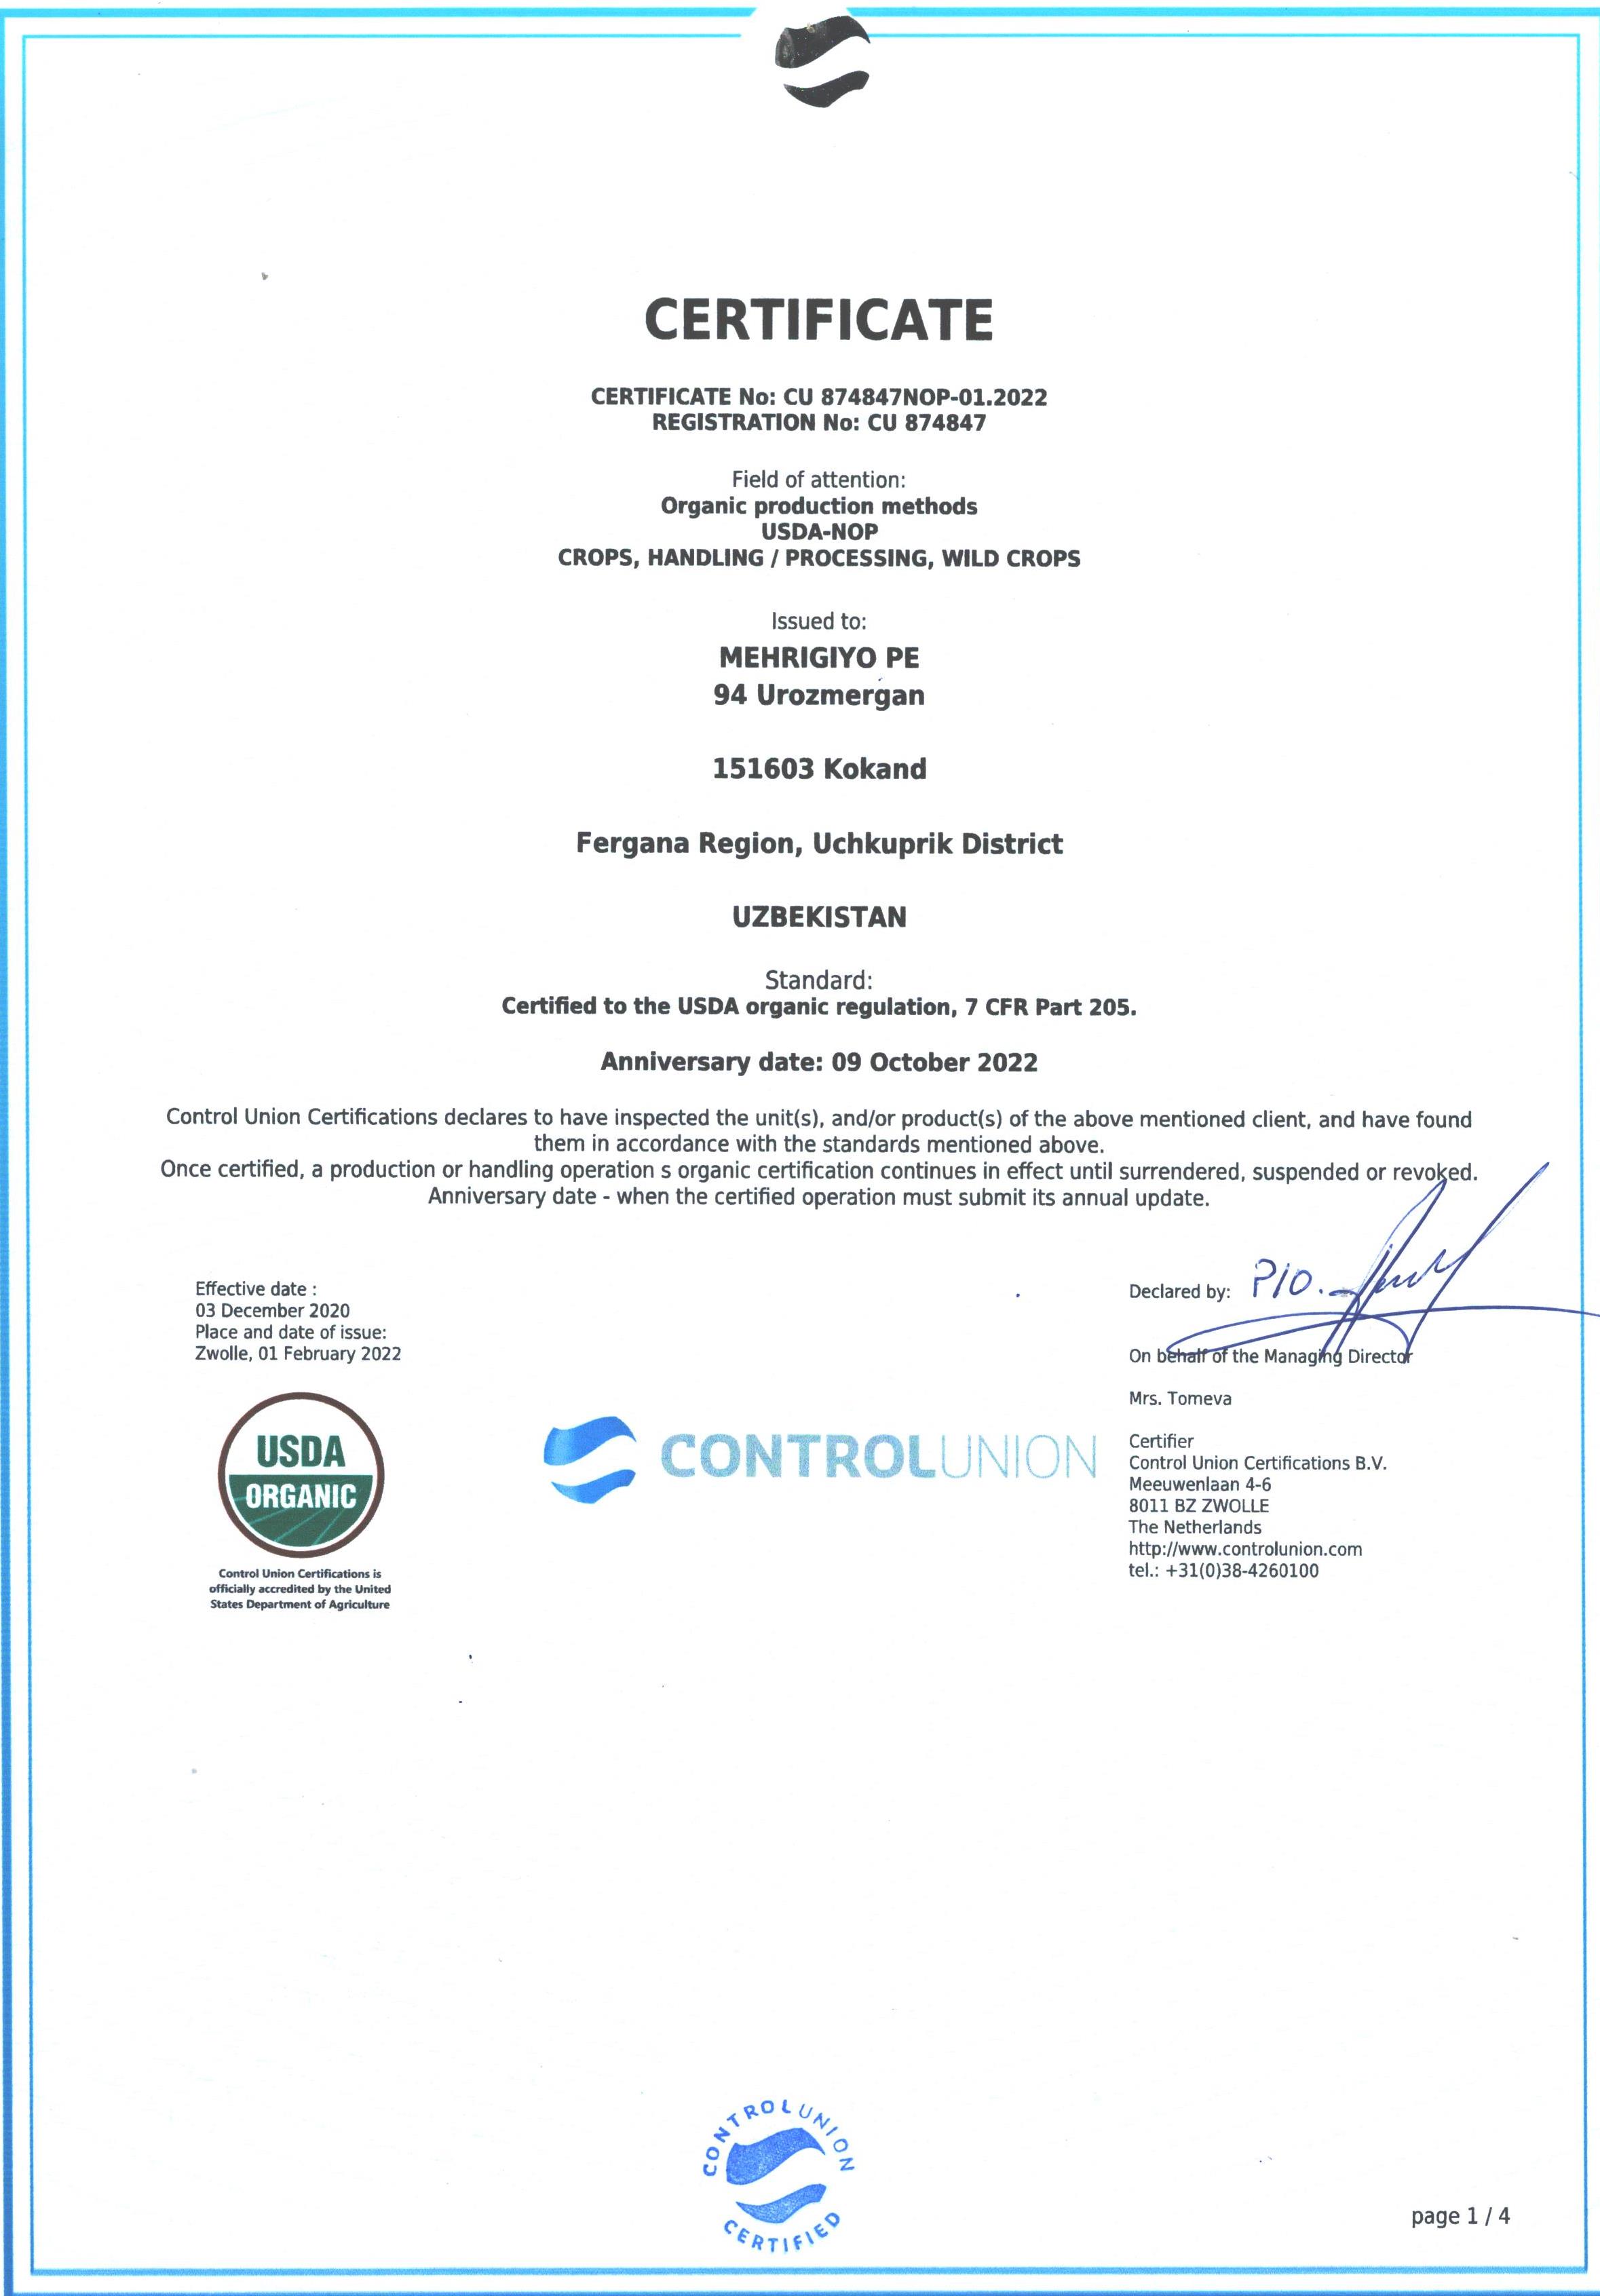 CERTIFICATE
CERTIFICATE No: CU 874847NOP-01.2022
REGISTRATION No: CU 874847
Field of attention:
Organic production methods
USDA-NOP
CROPS, HANDLING / PROCESSING, WILD CROPS
Issued to:
MEHRIGIYO PE
94 Urozmergan
151603 Kokand
Fergana Region, Uchkuprik District
UZBEKISTAN
Standard:
Certified to the USDA organic regulation, 7 CFR Part 205.
Anniversary date: 09 October 2022
Control Union Certifications declares to have inspected the unit(s), and/or product(s) of the above mentioned client, and have found
them in accordance with the standards mentioned above.
Once certified, a production or handling operation s organic certification continues in effect until surrendered, suspended or revoked.
Anniversary date - when the certified operation must submit its annual update.
Effective date :
03 December 2020
Place and date of issue:
Zwolle, 01 February 2022
USDA
ORGANIC
Control Union Certifications is
officially accredited by the United
States Department of Agriculture
CONTROLUNION
Declared by: P/O.
On behalf of the Managing Director
Mrs. Tomeva
Certifier
Control Union Certifications B.V.
Meeuwenlaan 4-6
8011 BZ ZWOLLE
The Netherlands
http://www.controlunion.com
tel.: +31(0)38-4260100
CONTROLUNION
CERTIFIED
page 1 / 4